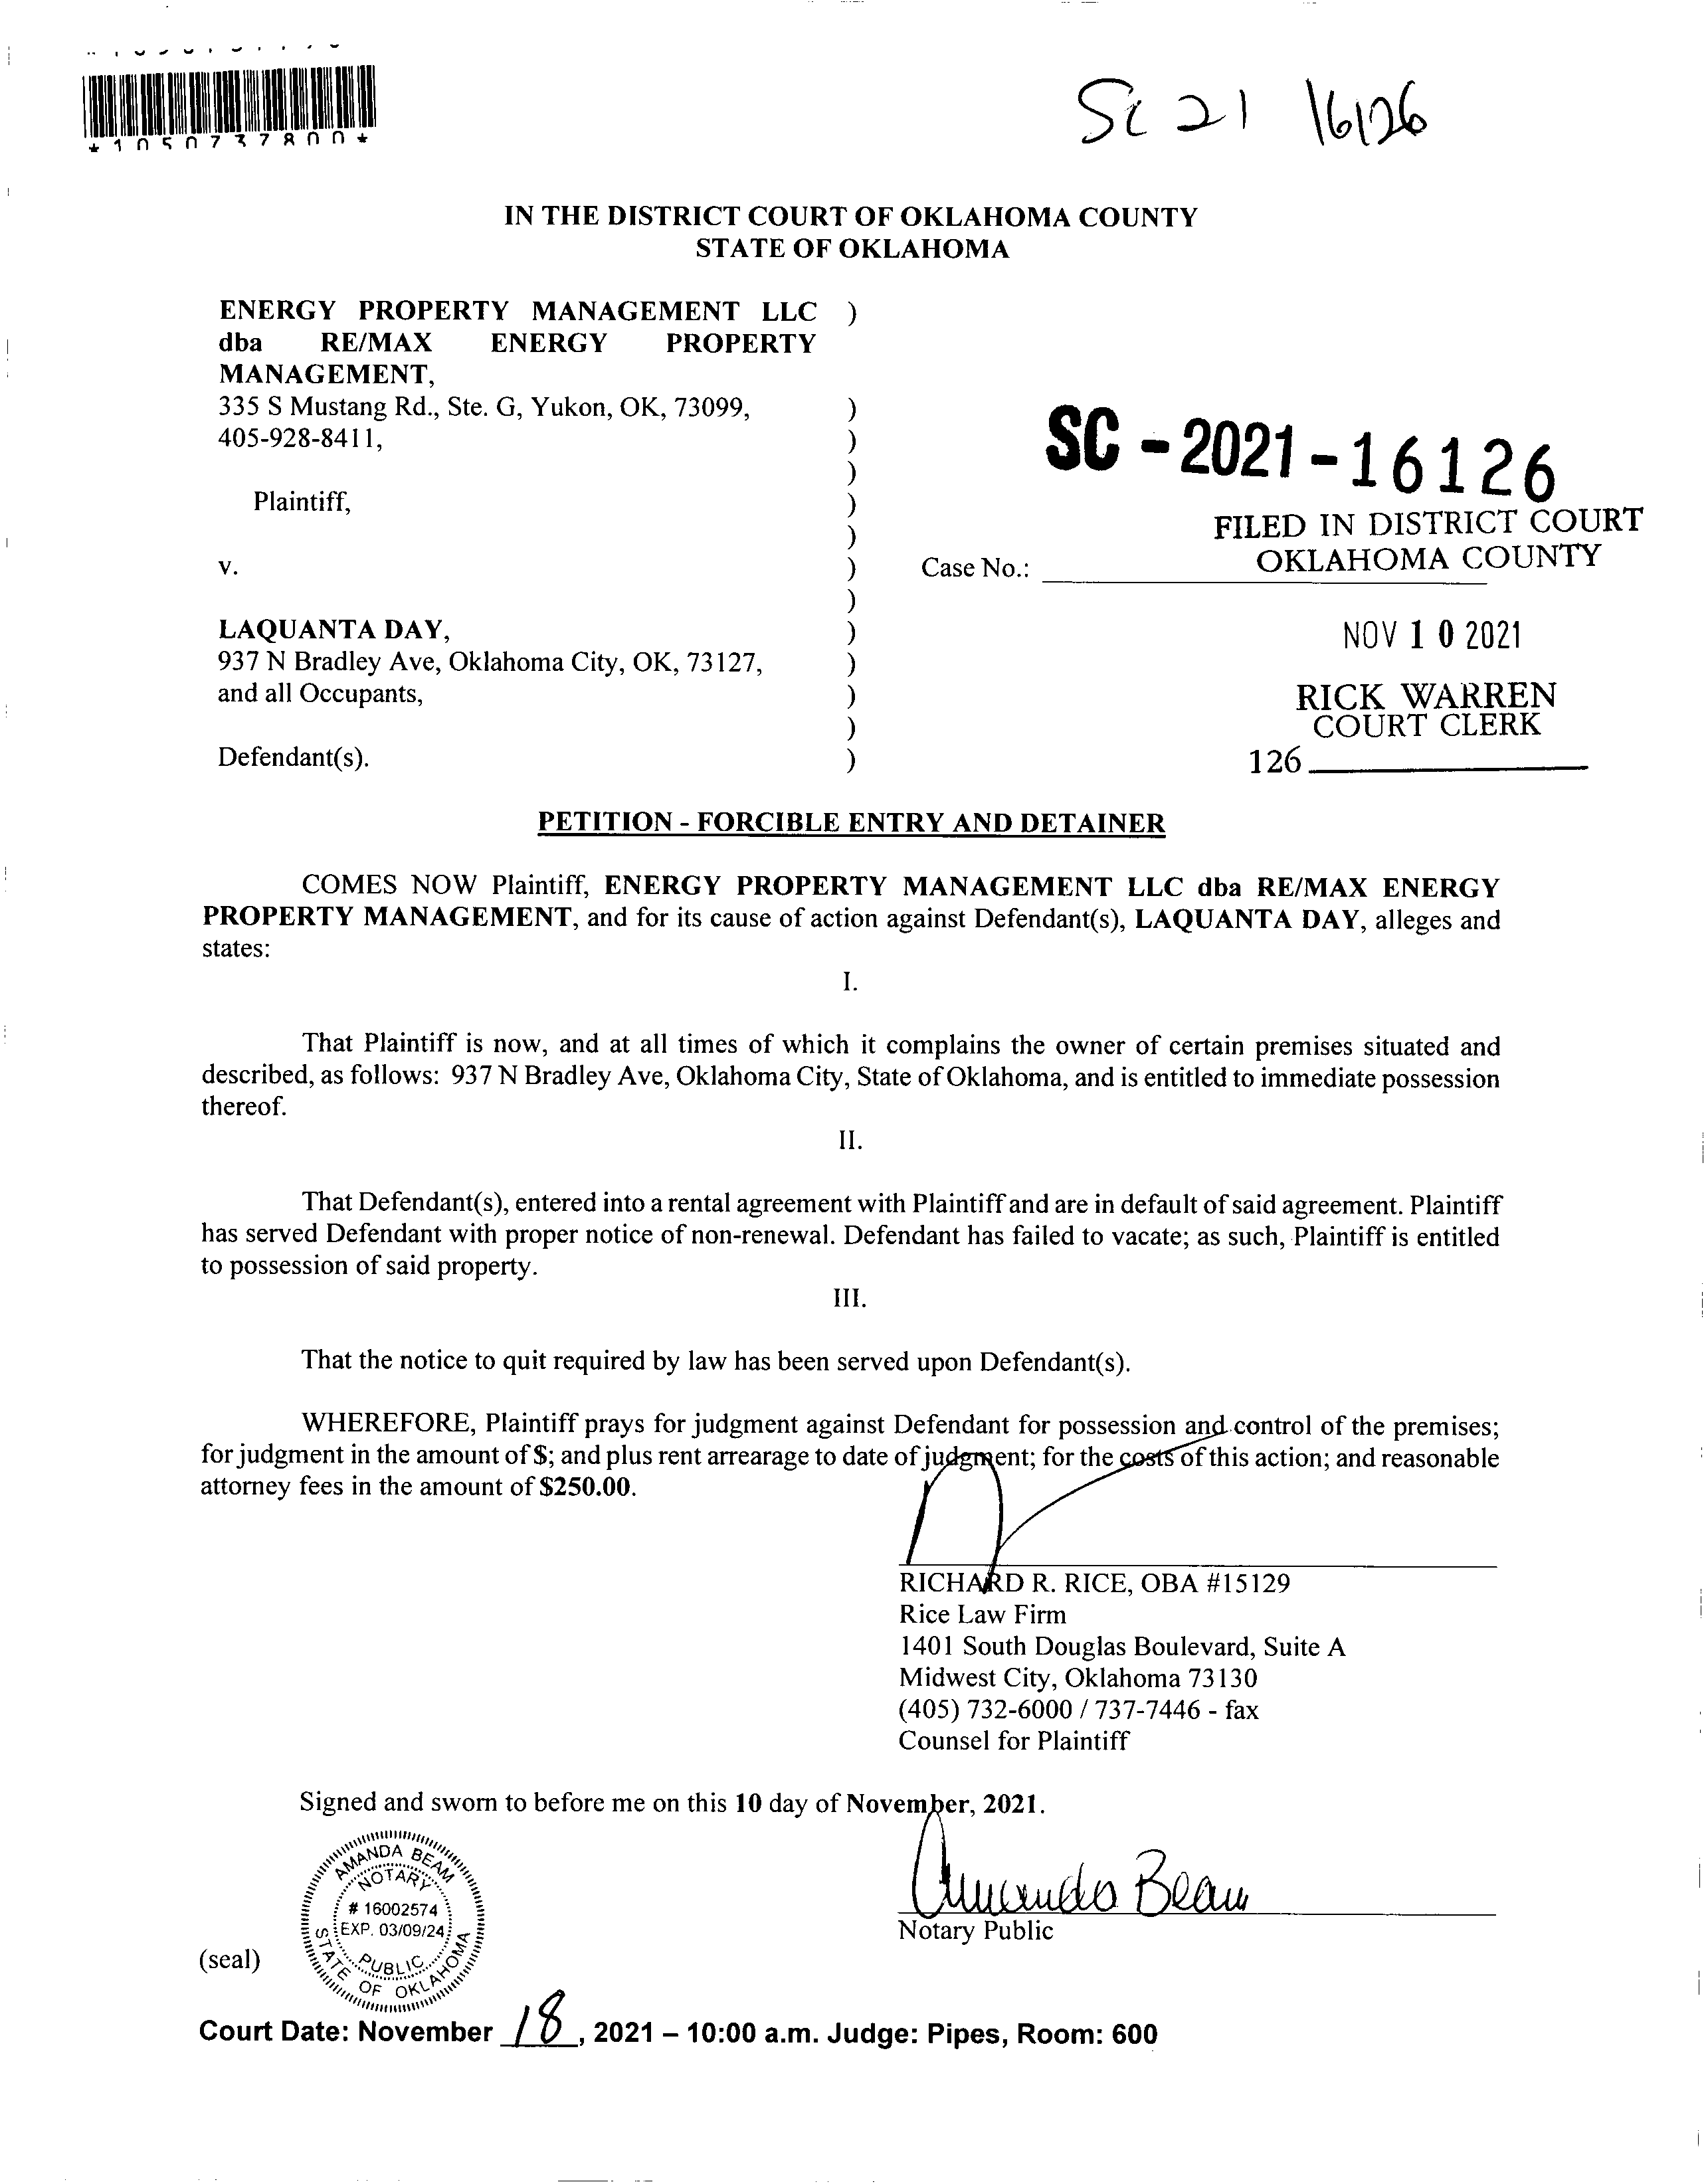 *1050737800*
SC 21 16126
IN THE DISTRICT COURT OF OKLAHOMA COUNTY
STATE OF OKLAHOMA
ENERGY PROPERTY MANAGEMENT LLC )
dba RE/MAX ENERGY PROPERTY
MANAGEMENT,
335 S Mustang Rd., Ste. G, Yukon, OK, 73099, )
405-928-8411, )
)
Plaintiff, )
)
v. )
)
LAQUANTA DAY, )
937 N Bradley Ave, Oklahoma City, OK, 73127, )
and all Occupants, )
)
Defendant(s). )
SC - 2021 - 16126
FILED IN DISTRICT COURT
OKLAHOMA COUNTY
Case No.:
NOV 10 2021
RICK WARREN
COURT CLERK
126
PETITION - FORCIBLE ENTRY AND DETAINER
COMES NOW Plaintiff, ENERGY PROPERTY MANAGEMENT LLC dba RE/MAX ENERGY
PROPERTY MANAGEMENT, and for its cause of action against Defendant(s), LAQUANTA DAY, alleges and
states:
I.
That Plaintiff is now, and at all times of which it complains the owner of certain premises situated and
described, as follows: 937 N Bradley Ave, Oklahoma City, State of Oklahoma, and is entitled to immediate possession
thereof.
II.
That Defendant(s), entered into a rental agreement with Plaintiff and are in default of said agreement. Plaintiff
has served Defendant with proper notice of non-renewal. Defendant has failed to vacate; as such, Plaintiff is entitled
to possession of said property.
III.
That the notice to quit required by law has been served upon Defendant(s).
WHEREFORE, Plaintiff prays for judgment against Defendant for possession and control of the premises;
for judgment in the amount of $; and plus rent arrearage to date of judgment; for the costs of this action; and reasonable
attorney fees in the amount of $250.00.
RICHARD R. RICE, OBA #15129
Rice Law Firm
1401 South Douglas Boulevard, Suite A
Midwest City, Oklahoma 73130
(405) 732-6000 / 737-7446 - fax
Counsel for Plaintiff
Signed and sworn to before me on this 10 day of November, 2021.
AMANDA BEAM
NOTARY
# 16002574
EXP. 03/09/24
PUBLIC
STATE OF OKLAHOMA
Amanda Beam
Notary Public
(seal)
Court Date: November 18, 2021 – 10:00 a.m. Judge: Pipes, Room: 600